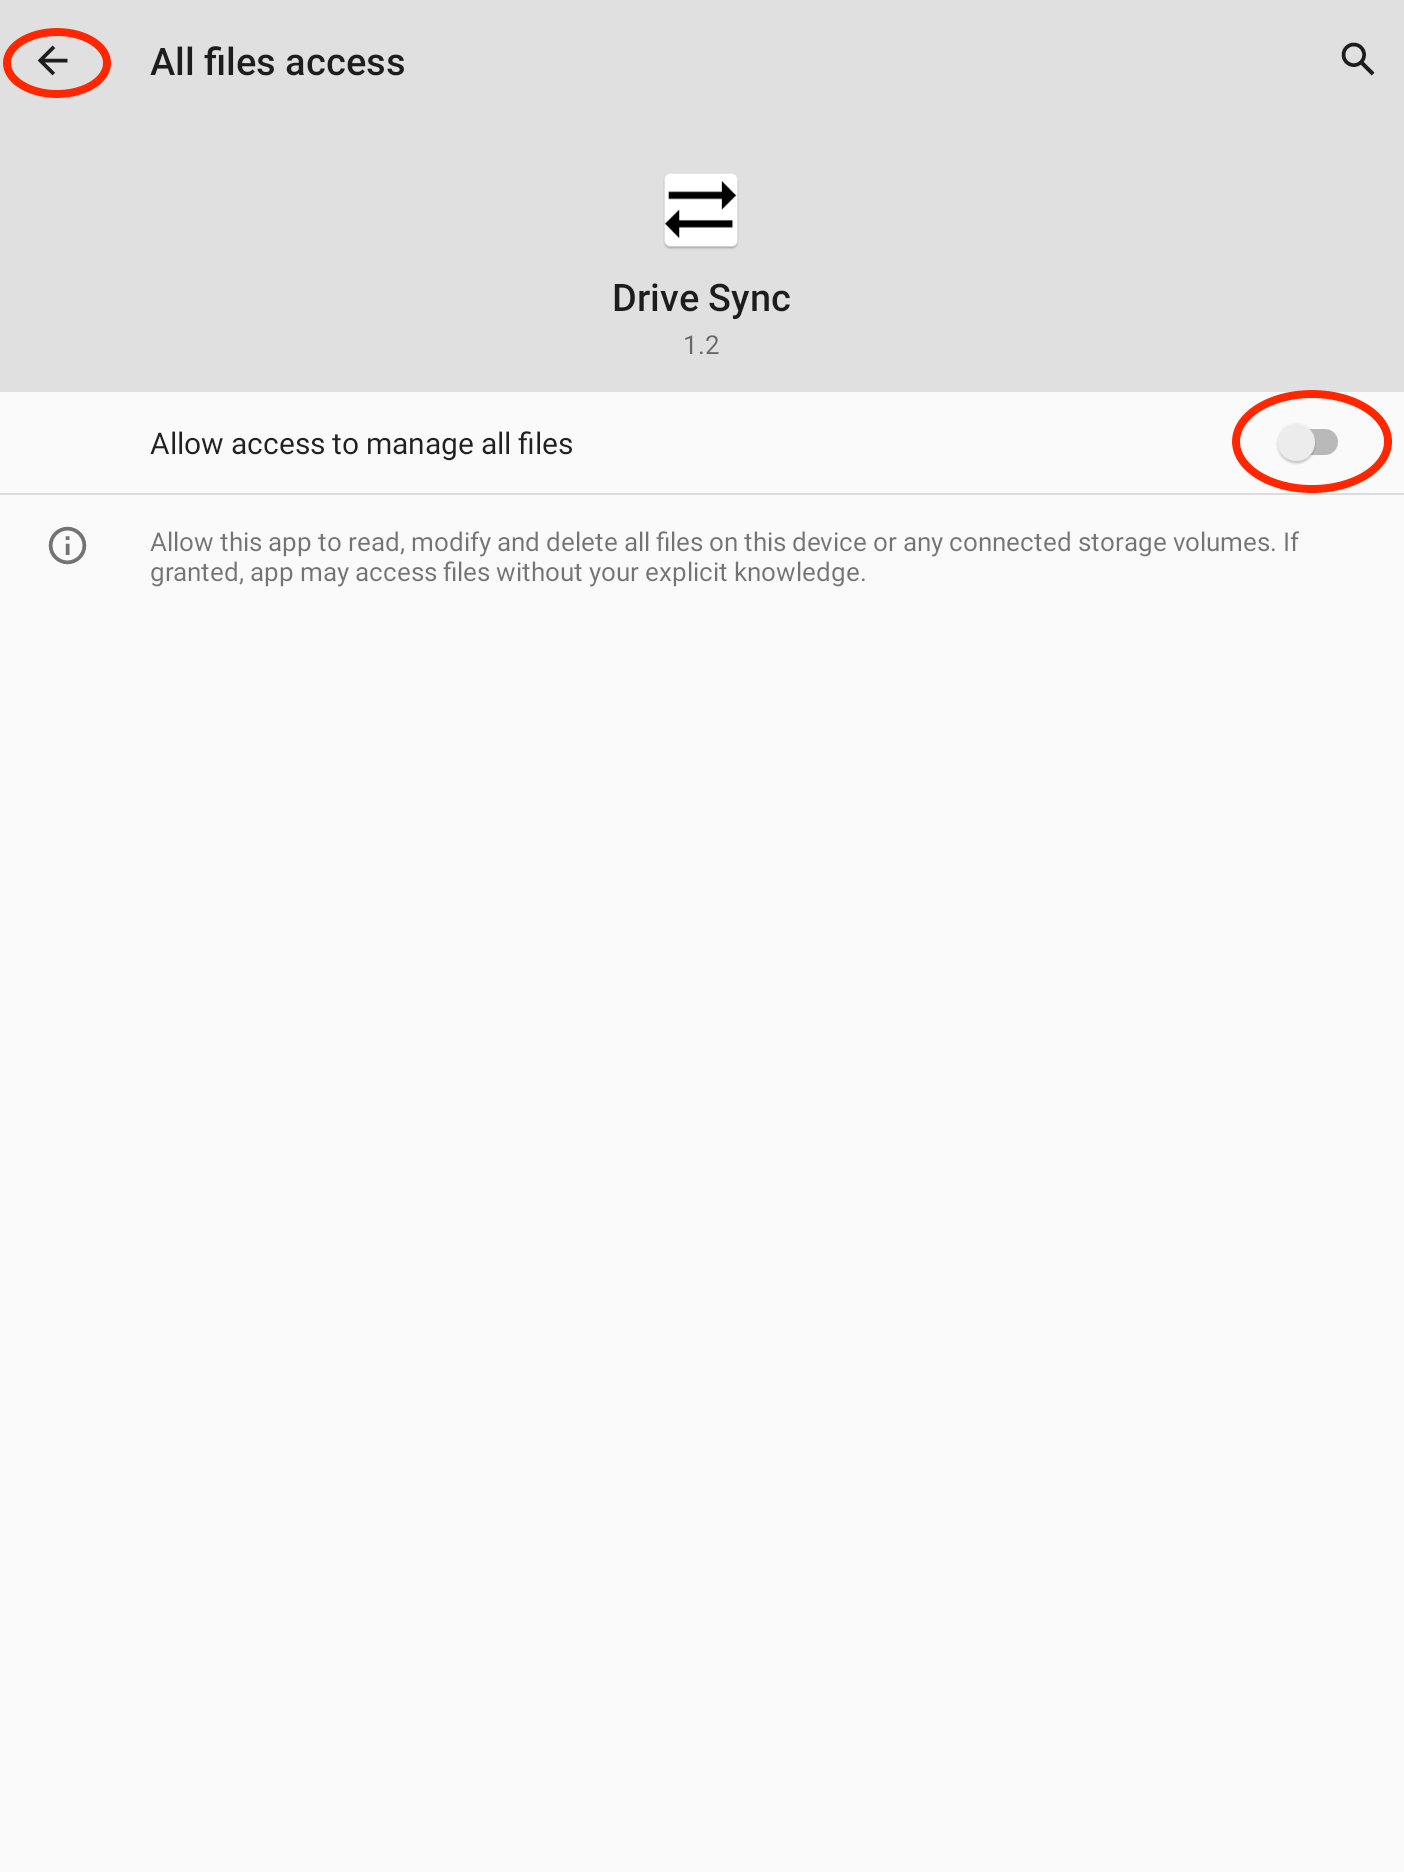 All files access
Drive Sync
1.2
Allow access to manage all files
Allow this app to read, modify and delete all files on this device or any connected storage volumes. If
granted, app may access files without your explicit knowledge.